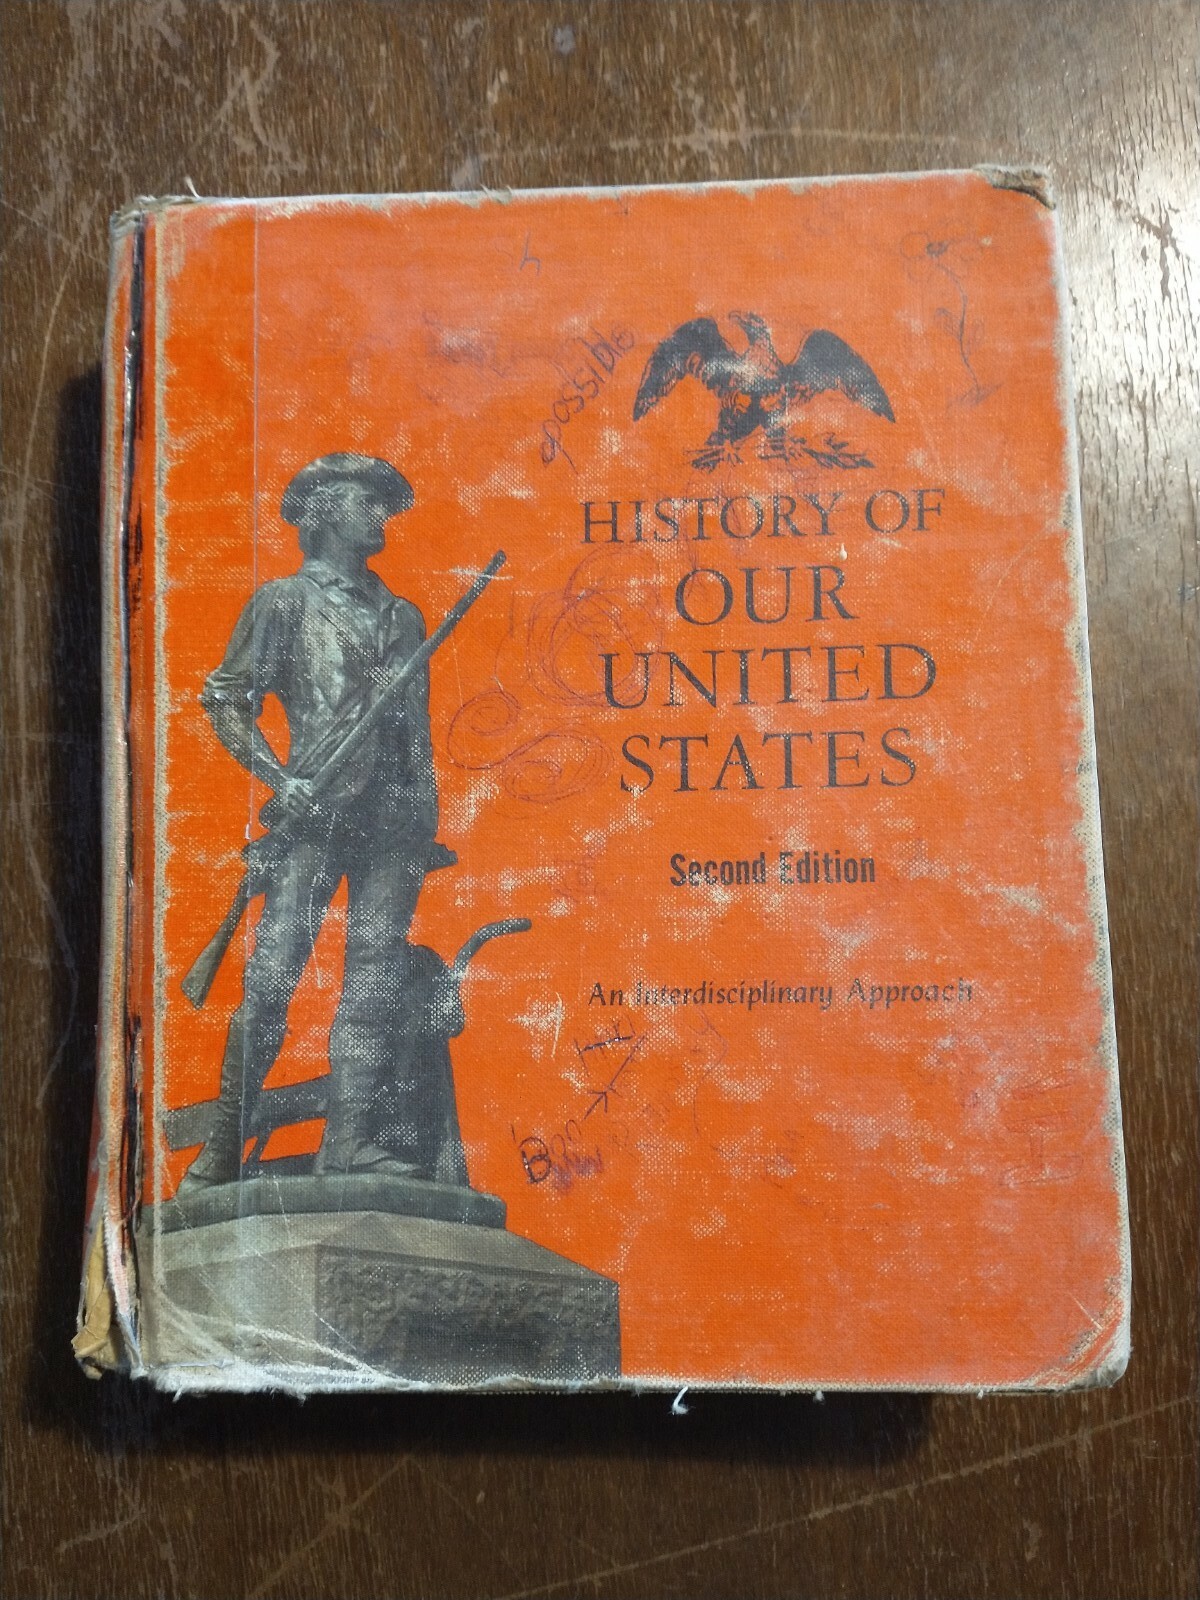 possible
HISTORY OF
OUR
UNITED
STATES
Second Edition
An Interdisciplinary Approach